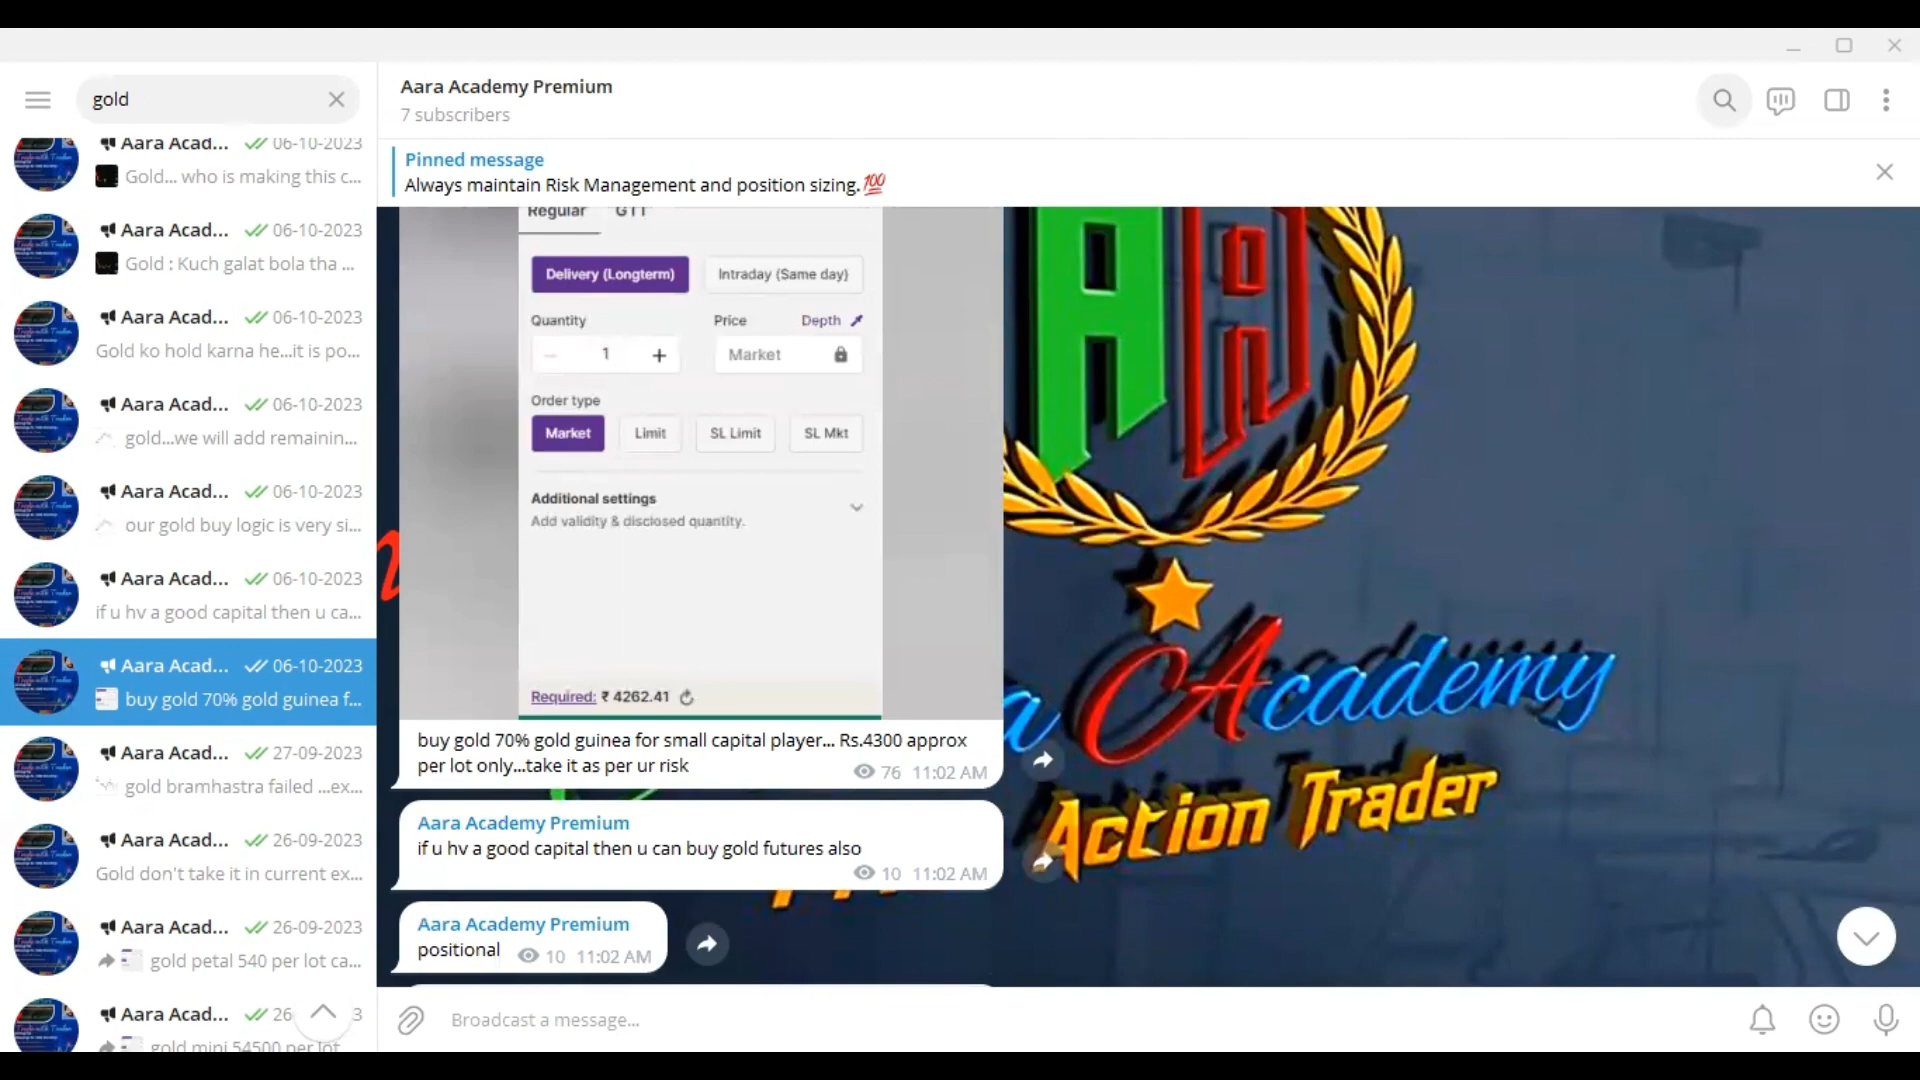 gold
Aara Acad... 06-10-2023
Gold... who is making this c...
Aara Acad... 06-10-2023
Gold : Kuch galat bola tha ...
Aara Acad... 06-10-2023
Gold ko hold karna he...it is po...
Aara Acad... 06-10-2023
gold...we will add remainin...
Aara Acad... 06-10-2023
our gold buy logic is very si...
Aara Acad... 06-10-2023
if u hv a good capital then u ca...
Aara Acad... 06-10-2023
buy gold 70% gold guinea f...
Aara Acad... 27-09-2023
gold bramhastra failed ...ex...
Aara Acad... 26-09-2023
Gold don't take it in current ex...
Aara Acad... 26-09-2023
gold petal 540 per lot ca...
Aara Acad... 26 3
gold mini 54500 per lot
Aara Academy Premium
7 subscribers
Pinned message
Always maintain Risk Management and position sizing.💯
Regular GTT
Delivery (Longterm) Intraday (Same day)
Quantity Price Depth
1 + Market
Order type
Market Limit SL Limit SL Mkt
Additional settings
Add validity & disclosed quantity.
Required: ₹ 4262.41
buy gold 70% gold guinea for small capital player... Rs.4300 approx
per lot only...take it as per ur risk
76 11:02 AM
Aara Academy Premium
if u hv a good capital then u can buy gold futures also
10 11:02 AM
Aara Academy Premium
positional 10 11:02 AM
a Academy
Action Trader
Broadcast a message...